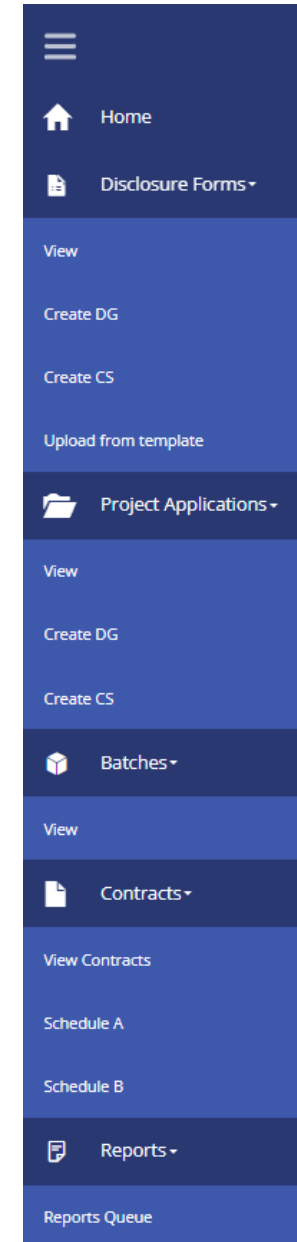 Home
Disclosure Forms
View
Create DG
Create CS
Upload from template
Project Applications
View
Create DG
Create CS
Batches
View
Contracts
View Contracts
Schedule A
Schedule B
Reports
Reports Queue